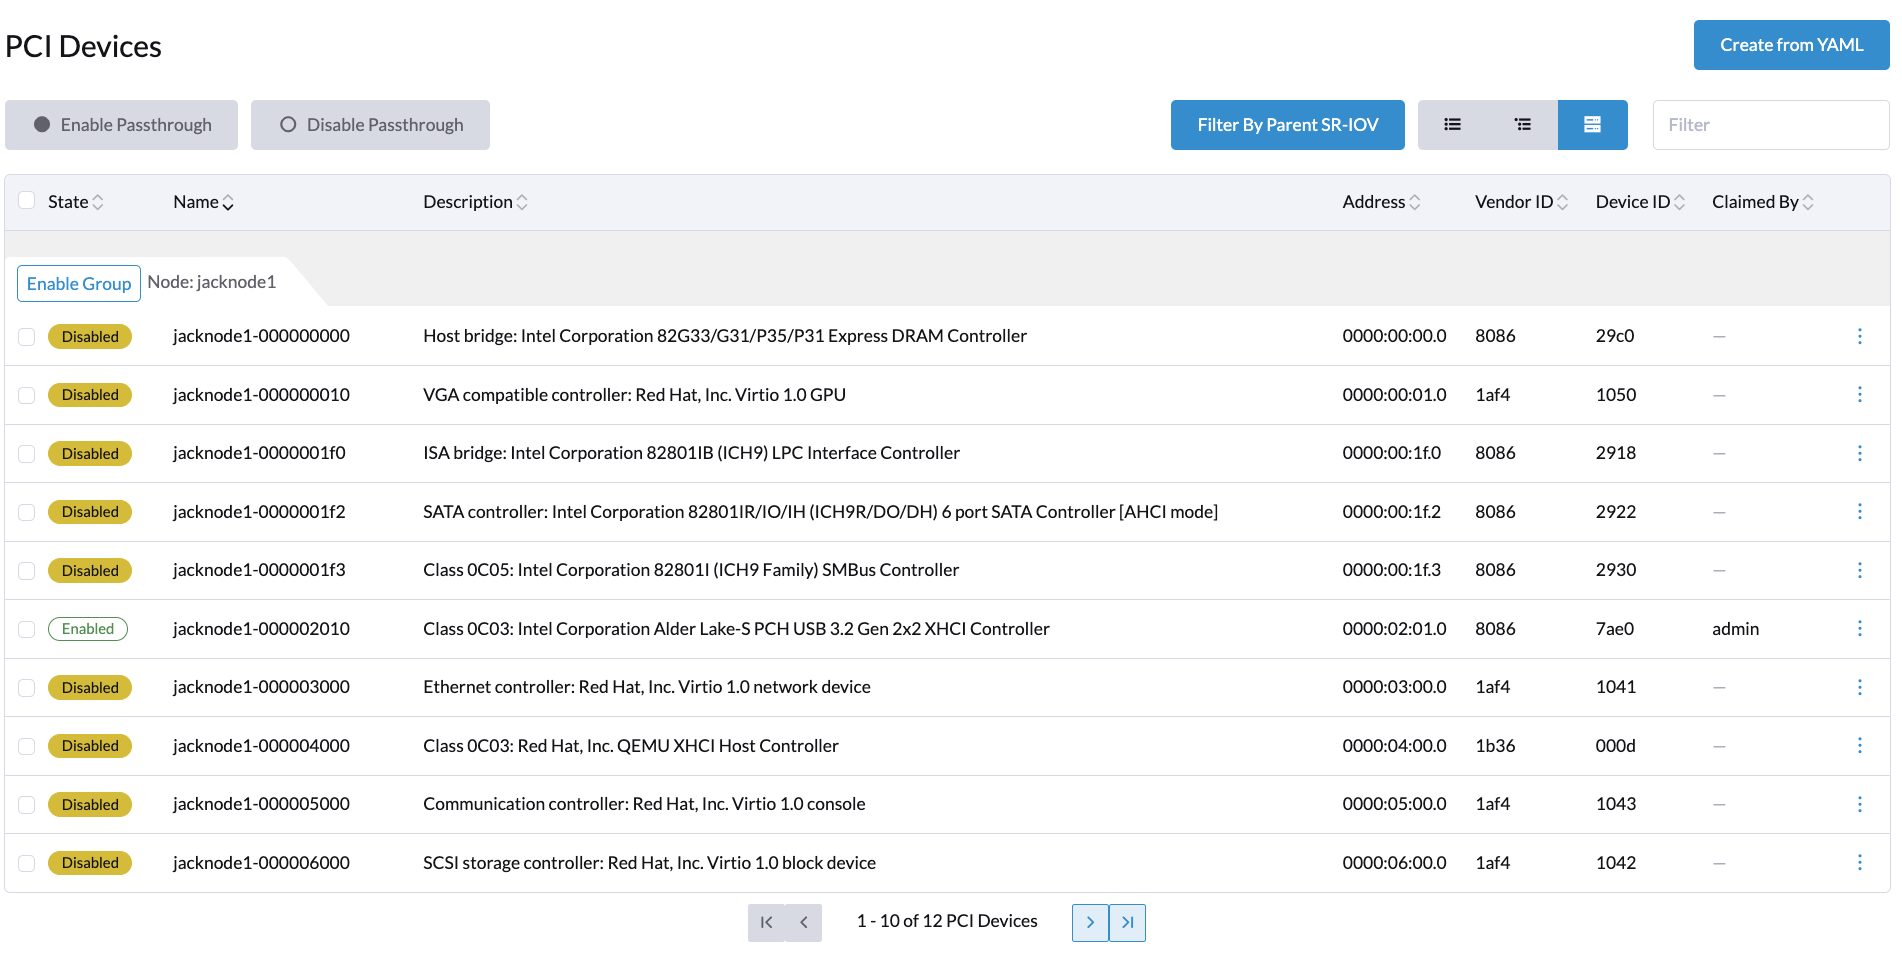 PCI Devices
Create from YAML
Enable Passthrough Disable Passthrough Filter By Parent SR-IOV Filter
State Name Description Address Vendor ID Device ID Claimed By
Enable Group Node: jacknode1
Disabled jacknode1-000000000 Host bridge: Intel Corporation 82G33/G31/P35/P31 Express DRAM Controller 0000:00:00.0 8086 29c0 —
Disabled jacknode1-000000010 VGA compatible controller: Red Hat, Inc. Virtio 1.0 GPU 0000:00:01.0 1af4 1050 —
Disabled jacknode1-0000001f0 ISA bridge: Intel Corporation 82801IB (ICH9) LPC Interface Controller 0000:00:1f.0 8086 2918 —
Disabled jacknode1-0000001f2 SATA controller: Intel Corporation 82801IR/IO/IH (ICH9R/DO/DH) 6 port SATA Controller [AHCI mode] 0000:00:1f.2 8086 2922 —
Disabled jacknode1-0000001f3 Class 0C05: Intel Corporation 82801I (ICH9 Family) SMBus Controller 0000:00:1f.3 8086 2930 —
Enabled jacknode1-000002010 Class 0C03: Intel Corporation Alder Lake-S PCH USB 3.2 Gen 2x2 XHCI Controller 0000:02:01.0 8086 7ae0 admin
Disabled jacknode1-000003000 Ethernet controller: Red Hat, Inc. Virtio 1.0 network device 0000:03:00.0 1af4 1041 —
Disabled jacknode1-000004000 Class 0C03: Red Hat, Inc. QEMU XHCI Host Controller 0000:04:00.0 1b36 000d —
Disabled jacknode1-000005000 Communication controller: Red Hat, Inc. Virtio 1.0 console 0000:05:00.0 1af4 1043 —
Disabled jacknode1-000006000 SCSI storage controller: Red Hat, Inc. Virtio 1.0 block device 0000:06:00.0 1af4 1042 —
1 - 10 of 12 PCI Devices